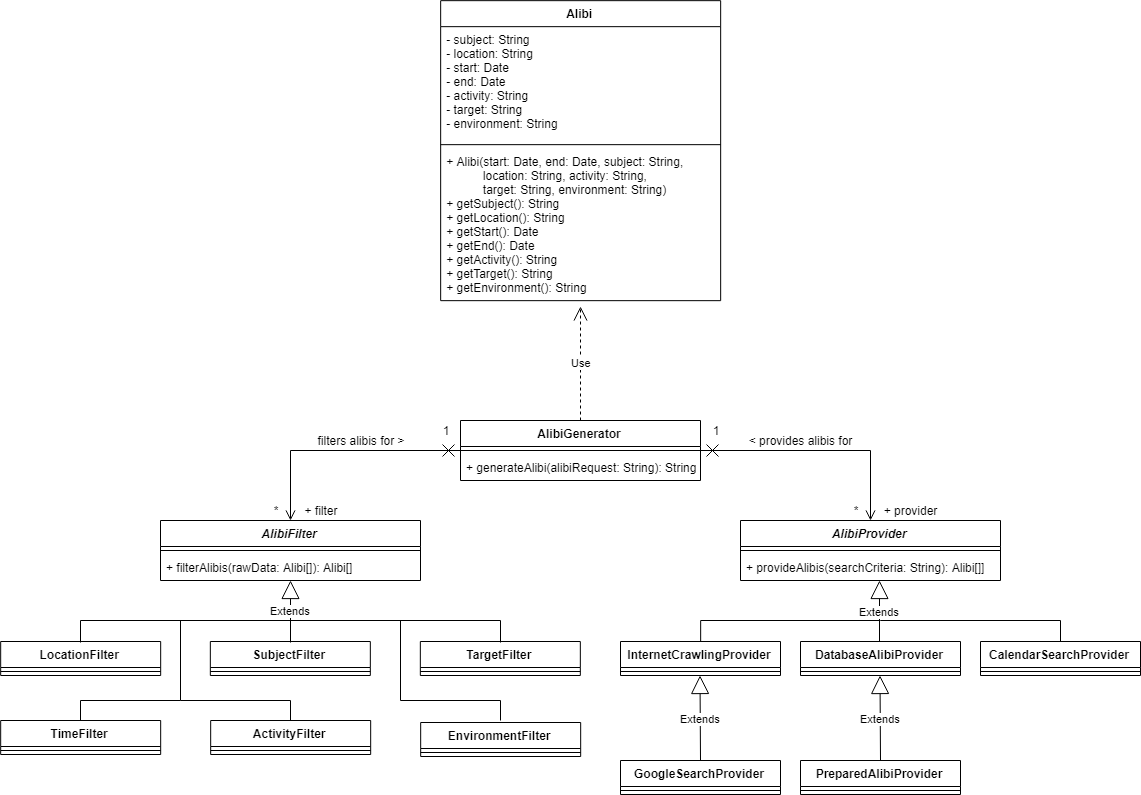 Alibi
- subject: String
- location: String
- start: Date
- end: Date
- activity: String
- target: String
- environment: String
+ Alibi(start: Date, end: Date, subject: String,
location: String, activity: String,
target: String, environment: String)
+ getSubject(): String
+ getLocation(): String
+ getStart(): Date
+ getEnd(): Date
+ getActivity(): String
+ getTarget(): String
+ getEnvironment(): String
Use
filters alibis for >
1
AlibiGenerator
+ generateAlibi(alibiRequest: String): String
1
< provides alibis for
*
+ filter
*
+ provider
AlibiFilter
+ filterAlibis(rawData: Alibi[]): Alibi[]
AlibiProvider
+ provideAlibis(searchCriteria: String): Alibi[]]
Extends
Extends
LocationFilter
SubjectFilter
TargetFilter
InternetCrawlingProvider
DatabaseAlibiProvider
CalendarSearchProvider
TimeFilter
ActivityFilter
EnvironmentFilter
Extends
Extends
GoogleSearchProvider
PreparedAlibiProvider